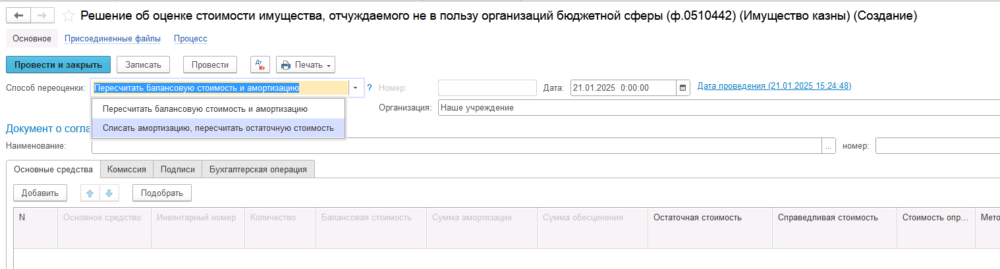 Решение об оценке стоимости имущества, отчуждаемого не в пользу организаций бюджетной сферы (ф.0510442) (Имущество казны) (Создание)
Основное Присоединенные файлы Процесс
Провести и закрыть Записать Провести Дт Кт Печать
Способ переоценки: Пересчитать балансовую стоимость и амортизацию ? Номер: Дата: 21.01.2025 0:00:00 Дата проведения (21.01.2025 15:24:48)
Пересчитать балансовую стоимость и амортизацию Организация: Наше учреждение
Списать амортизацию, пересчитать остаточную стоимость
Документ о согла
Наименование: ... номер:
Основные средства Комиссия Подписи Бухгалтерская операция
Добавить Подобрать
N Основное средство Инвентарный номер Количество Балансовая стоимость Сумма амортизации Сумма обесценения Остаточная стоимость Справедливая стоимость Стоимость опр... Мето